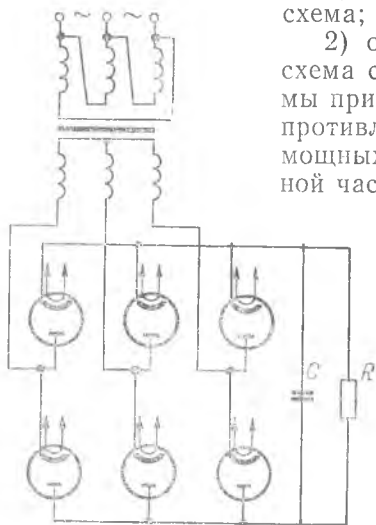 схема;
2) о
схема с
мы при
противл
мощных
ной час
~ ~
C R